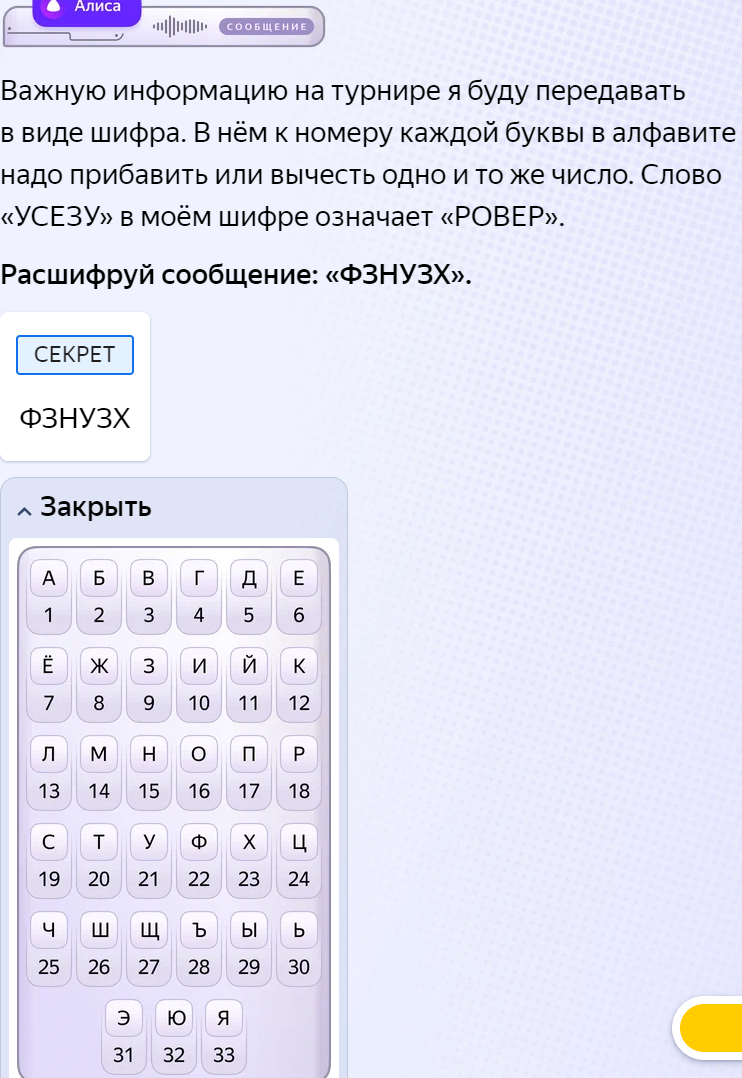 Алиса
СООБЩЕНИЕ
Важную информацию на турнире я буду передавать
в виде шифра. В нём к номеру каждой буквы в алфавите
надо прибавить или вычесть одно и то же число. Слово
«УСЕЗУ» в моём шифре означает «РОВЕР».
Расшифруй сообщение: «ФЗНУЗХ».
СЕКРЕТ
ФЗНУЗХ
Закрыть
А Б В Г Д Е
1 2 3 4 5 6
Ё Ж З И Й К
7 8 9 10 11 12
Л М Н О П Р
13 14 15 16 17 18
С Т У Ф Х Ц
19 20 21 22 23 24
Ч Ш Щ Ъ Ы Ь
25 26 27 28 29 30
Э Ю Я
31 32 33